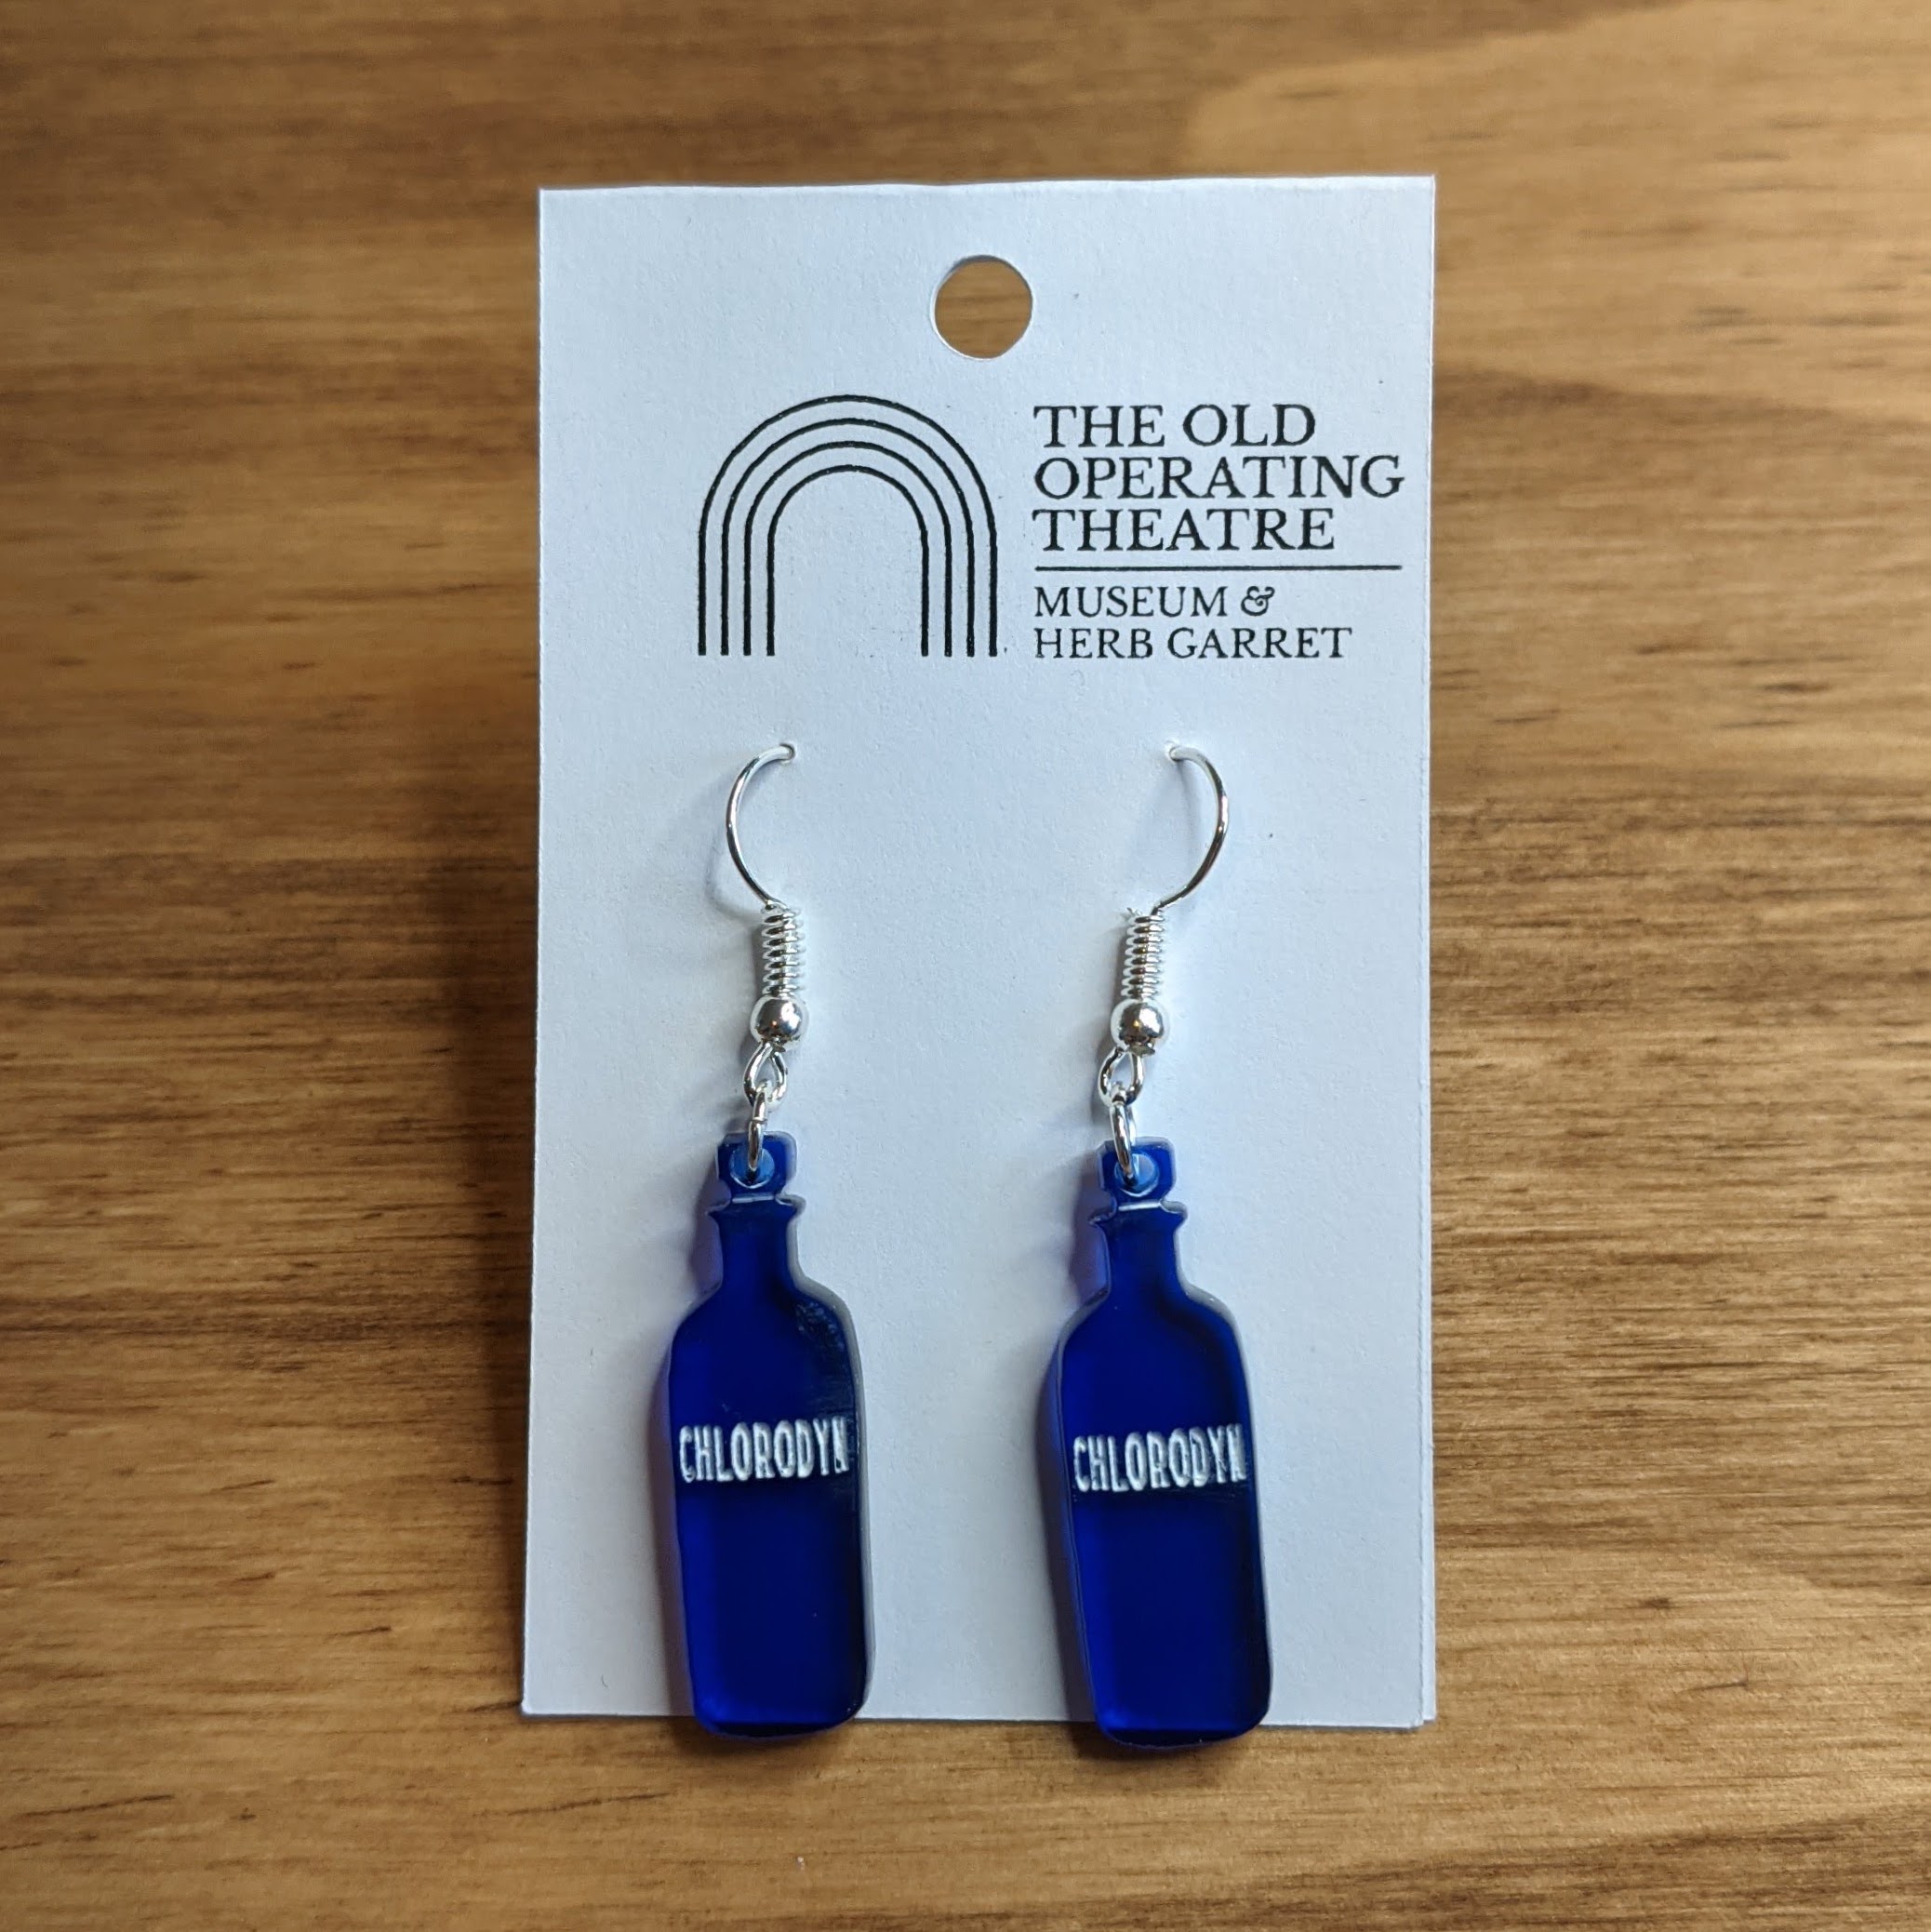 THE OLD
OPERATING
THEATRE
MUSEUM &
HERB GARRET
CHLORODYN
CHLORODYN